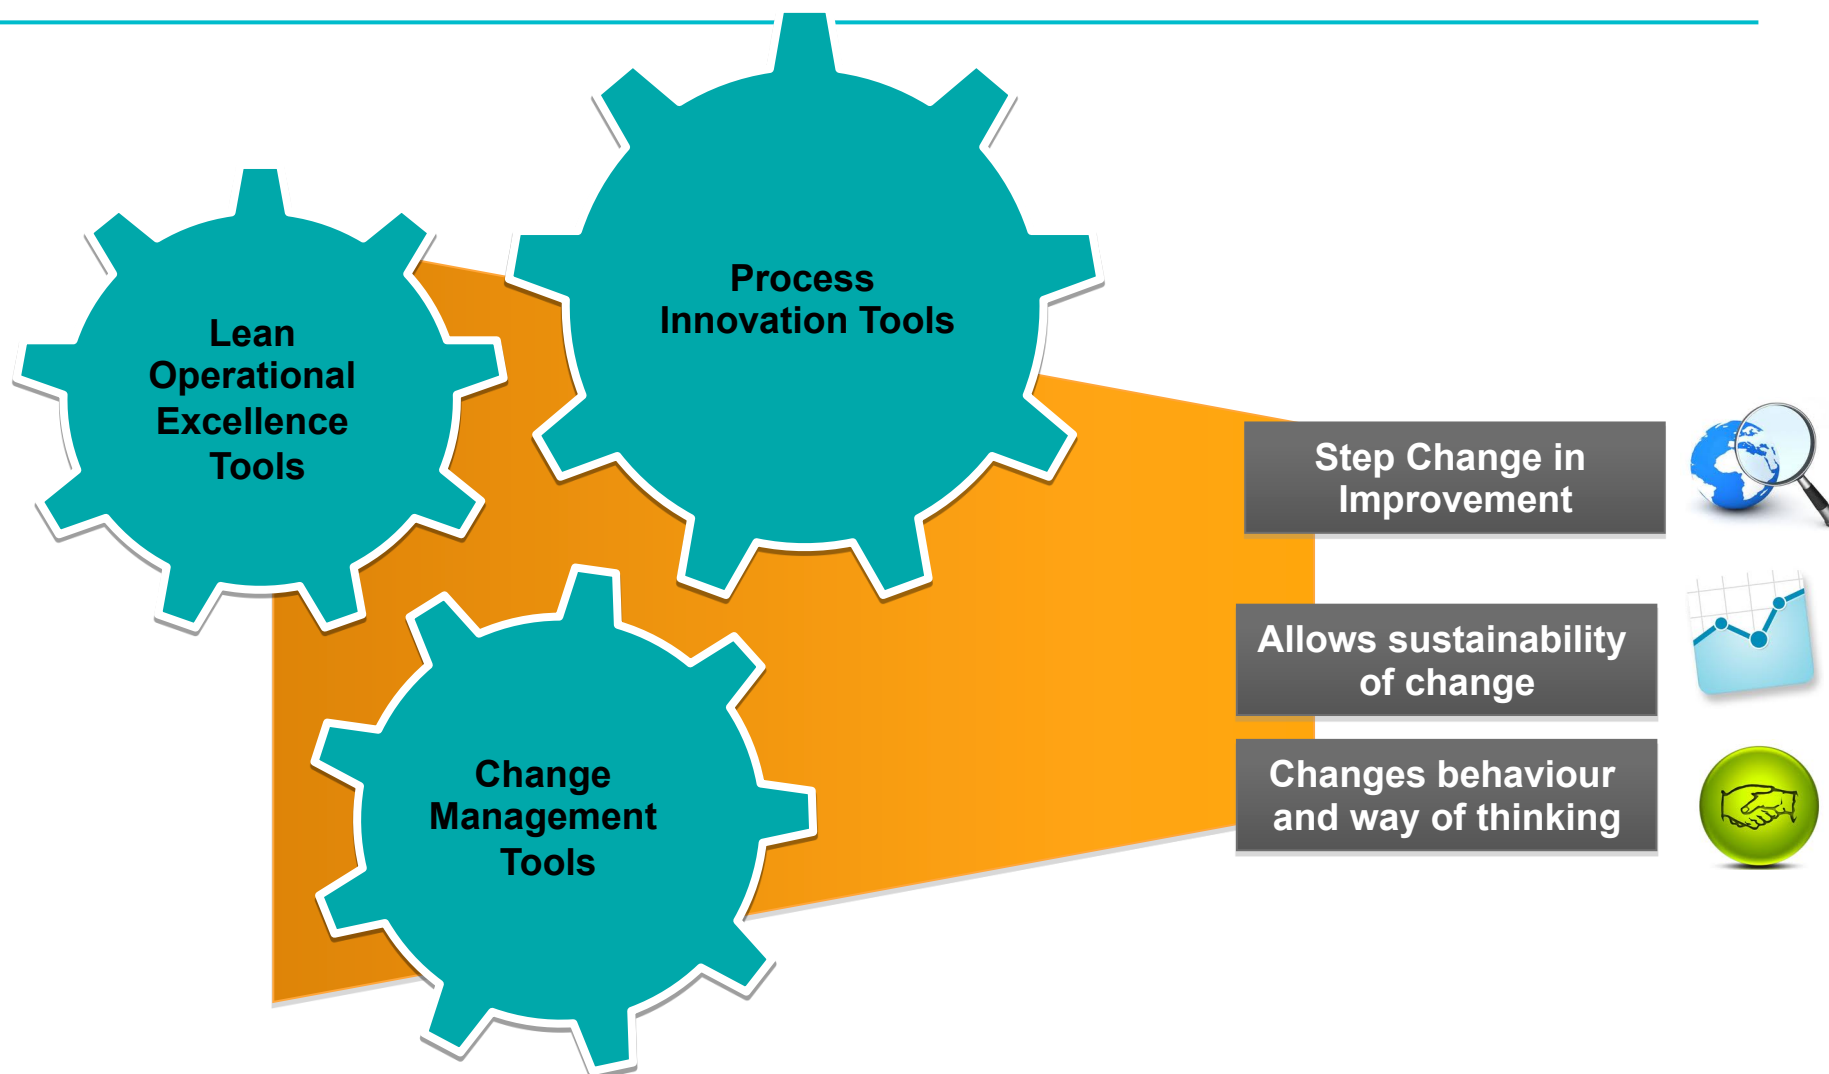 Process
Innovation Tools
Lean
Operational
Excellence
Tools
Change
Management
Tools
Step Change in
Improvement
Allows sustainability
of change
Changes behaviour
and way of thinking